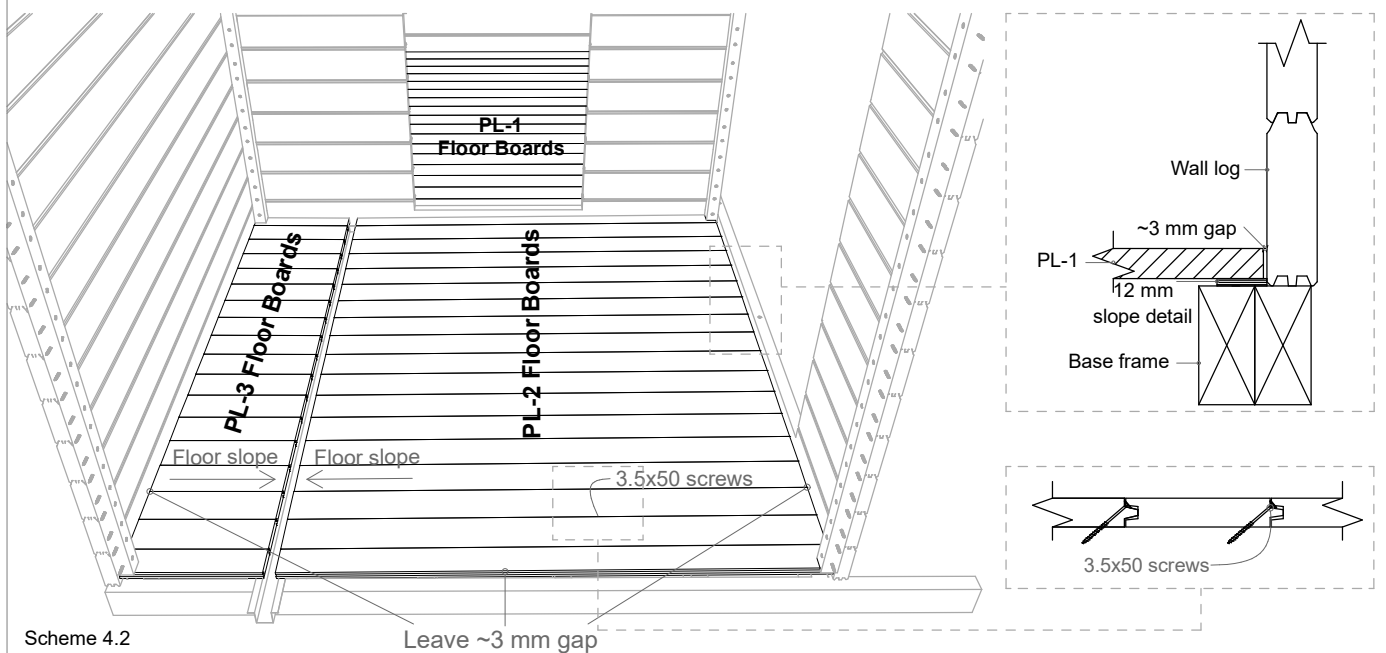 PL-1
Floor Boards
PL-3 Floor Boards
PL-2 Floor Boards
Floor slope
Floor slope
3.5x50 screws
Leave ~3 mm gap
Scheme 4.2
Wall log
~3 mm gap
PL-1
12 mm
slope detail
Base frame
3.5x50 screws